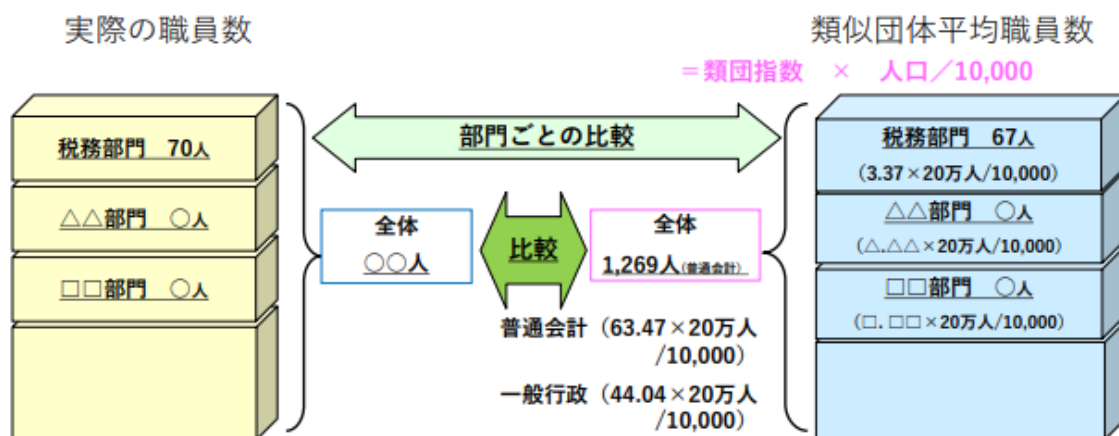 実際の職員数
類似団体平均職員数
＝類団指数　×　人口／10,000
税務部門　70人
△△部門　○人
□□部門　○人
部門ごとの比較
全体
○○人
比較
全体
1,269人(普通会計)
普通会計（63.47×20万人
/10,000）
一般行政（44.04×20万人
/10,000）
税務部門　67人
（3.37×20万人/10,000）
△△部門　○人
（△.△△×20万人/10,000）
□□部門　○人
（□. □□×20万人/10,000）